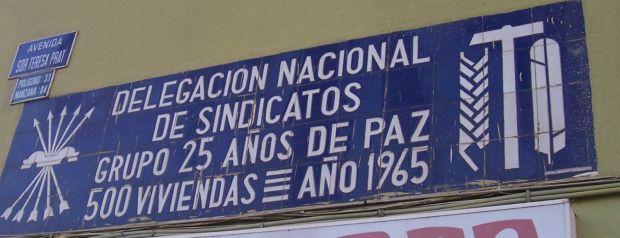 AVENIDA
SOR TERESA PRAT
POLIGONO : 33
MANZANA : 04
DELEGACION NACIONAL
DE SINDICATOS
GRUPO 25 AÑOS DE PAZ
500 VIVIENDAS AÑO 1965